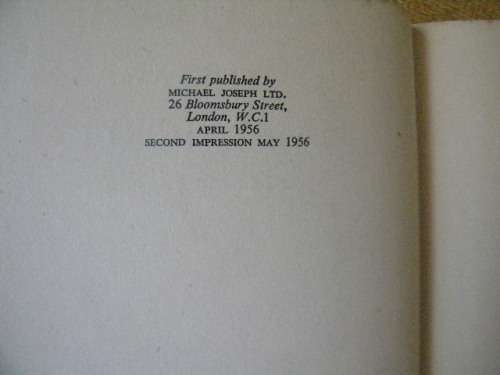 First published by
MICHAEL JOSEPH LTD.
26 Bloomsbury Street,
London, W.C.1
APRIL 1956
SECOND IMPRESSION MAY 1956